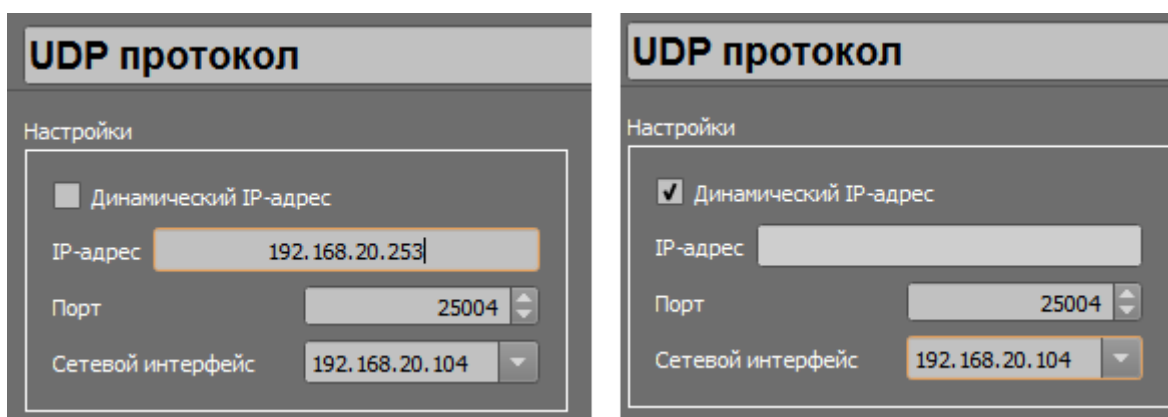 UDP протокол
Настройки
Динамический IP-адрес
IP-адрес 192.168.20.253
Порт 25004
Сетевой интерфейс 192.168.20.104
UDP протокол
Настройки
Динамический IP-адрес
IP-адрес
Порт 25004
Сетевой интерфейс 192.168.20.104